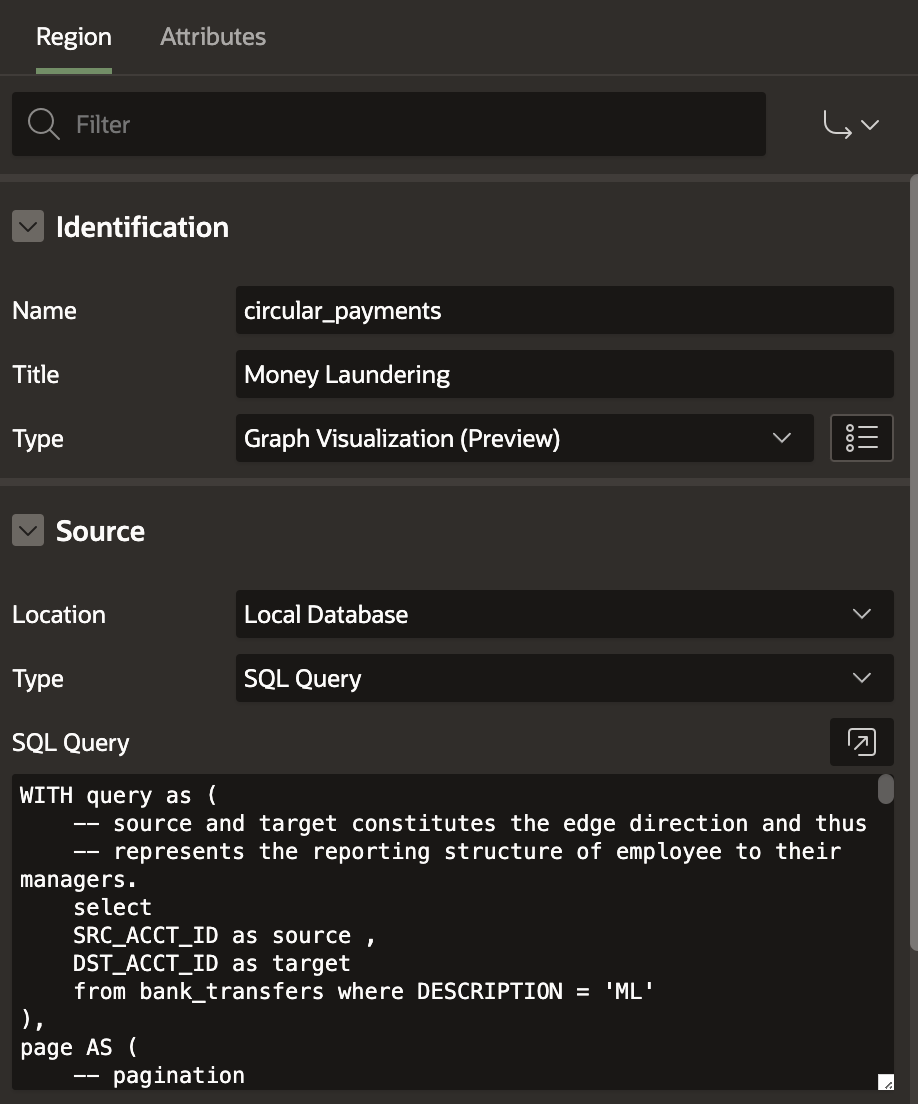 Region Attributes
Filter
Identification
Name circular_payments
Title Money Laundering
Type Graph Visualization (Preview)
Source
Location Local Database
Type SQL Query
SQL Query
WITH query as (
    -- source and target constitutes the edge direction and thus
    -- represents the reporting structure of employee to their
managers.
    select
    SRC_ACCT_ID as source ,
    DST_ACCT_ID as target
    from bank_transfers where DESCRIPTION = 'ML'
),
page AS (
    -- pagination